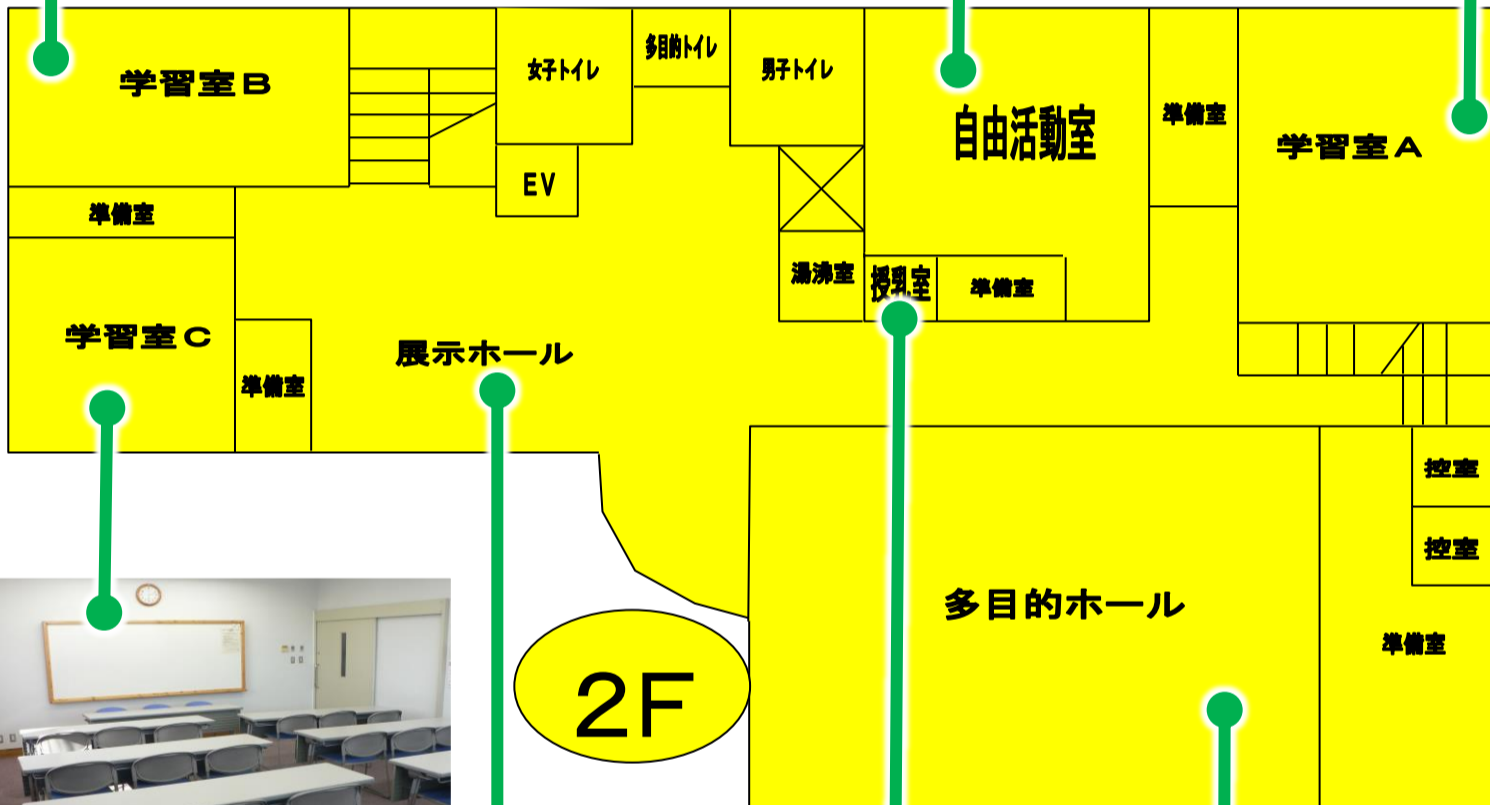 学習室B
女子トイレ
多目的トイレ
男子トイレ
自由活動室
準備室
学習室A
EV
準備室
湯沸室
授乳室
準備室
学習室C
準備室
展示ホール
控室
控室
多目的ホール
準備室
2F